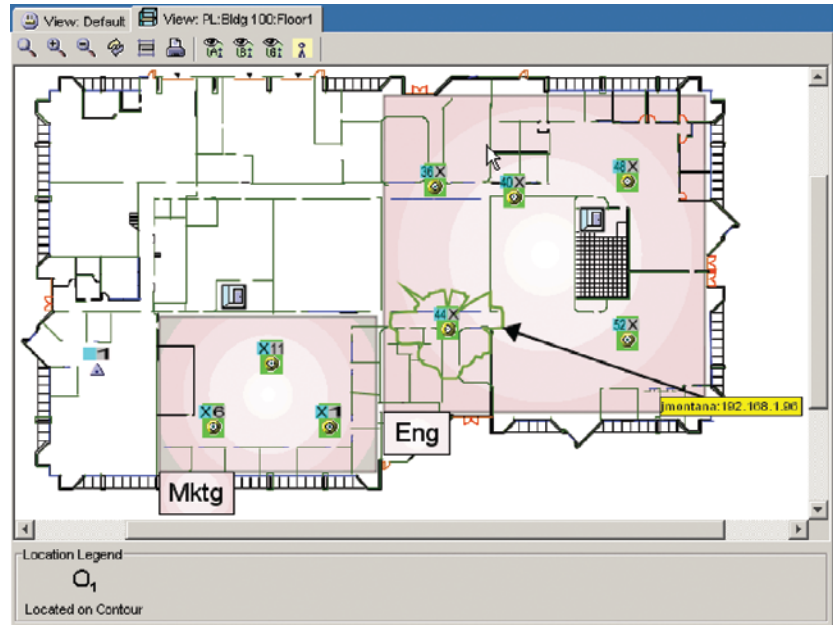 View: Default
View: PL:Bldg 100:Floor1
[A]
[B]
[G]
36 X
40 X
48 X
44 X
52 X
X 11
X 6
X 1
1
jmontana:192.168.1.96
Eng
Mktg
Location Legend
1
Located on Contour